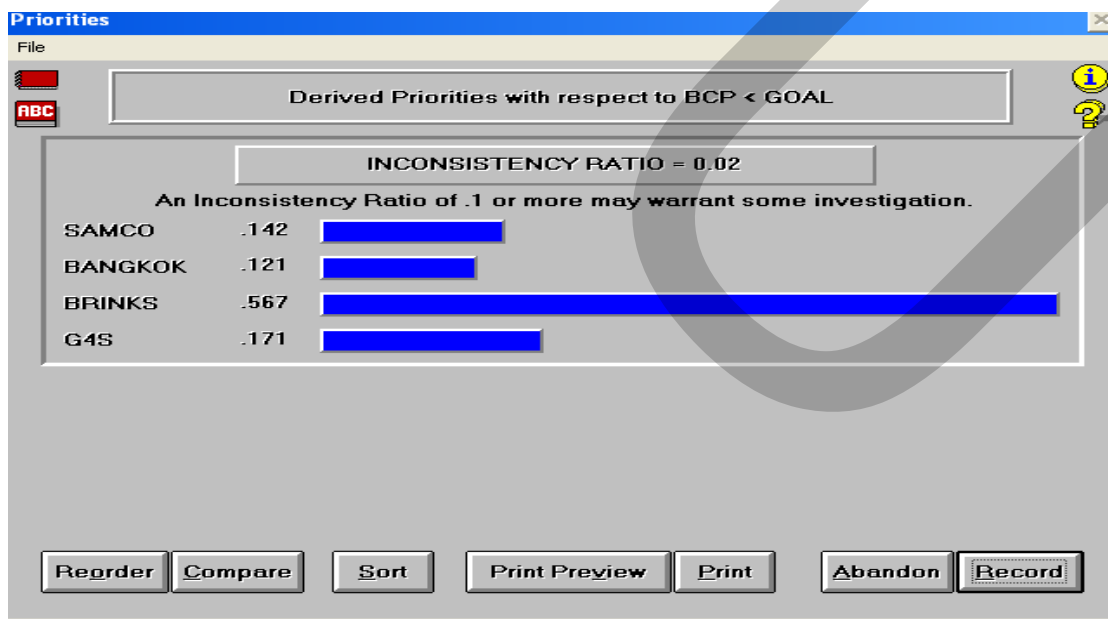 Priorities
File
ABC
Derived Priorities with respect to BCP < GOAL
i
?
INCONSISTENCY RATIO = 0.02
An Inconsistency Ratio of .1 or more may warrant some investigation.
SAMCO .142
BANGKOK .121
BRINKS .567
G4S .171
Reorder Compare Sort Print Preview Print Abandon Record